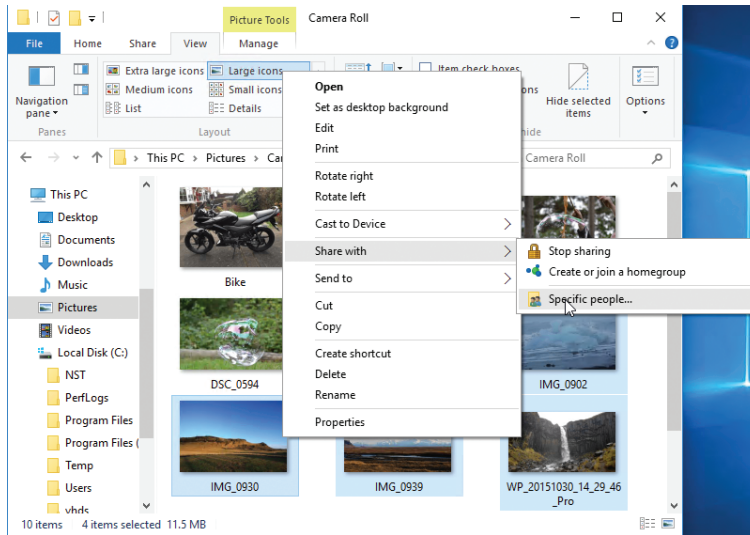 Picture Tools
Camera Roll
File
Home
Share
View
Manage
Extra large icons
Large icons
Item check boxes
Medium icons
Small icons
List
Details
Navigation
pane
Hide selected
items
Options
Panes
Layout
This PC
Pictures
Camera Roll
Open
Set as desktop background
Edit
Print
Rotate right
Rotate left
Cast to Device
Share with
Send to
Cut
Copy
Create shortcut
Delete
Rename
Properties
Stop sharing
Create or join a homegroup
Specific people...
This PC
Desktop
Documents
Downloads
Music
Pictures
Videos
Local Disk (C:)
NST
PerfLogs
Program Files
Program Files (
Temp
Users
vhds
Bike
DSC_0594
IMG_0902
IMG_0930
IMG_0939
WP_20151030_14_29_46
_Pro
10 items
4 items selected 11.5 MB